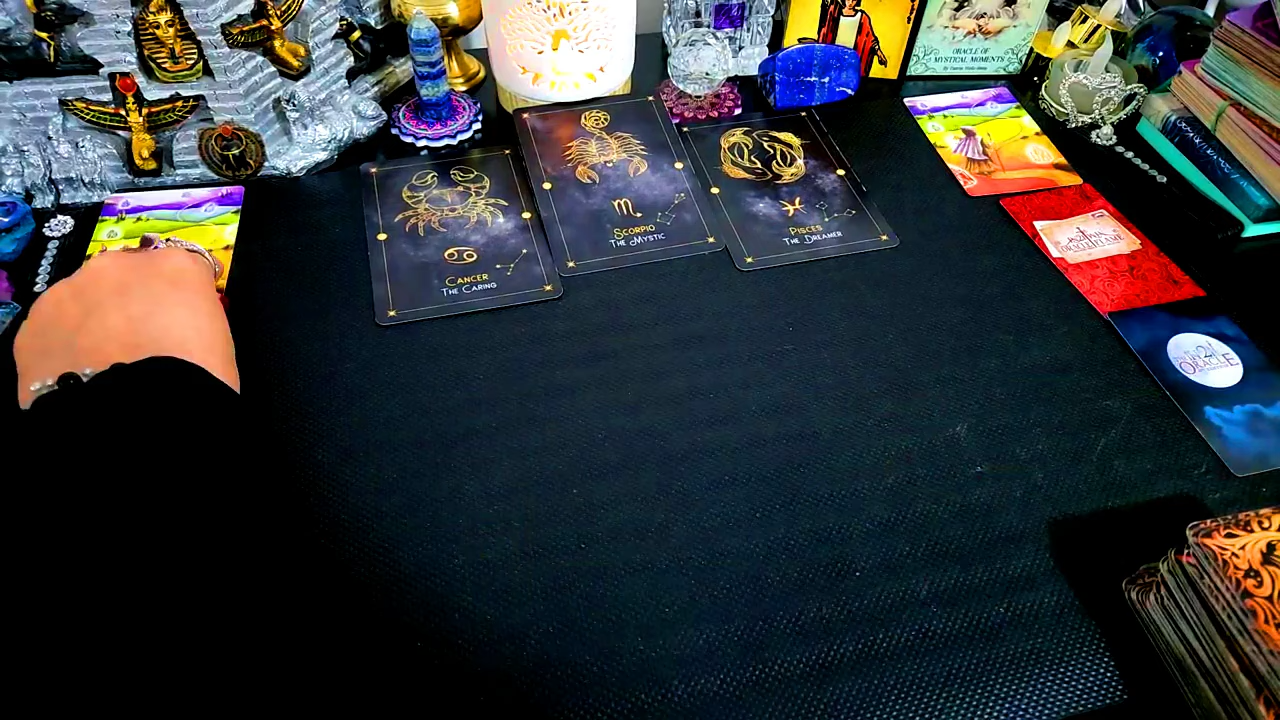 CANCER
THE CARING
SCORPIO
THE MYSTIC
PISCES
THE DREAMER
ORACLE OF
MYSTICAL MOMENTS
ORACLE